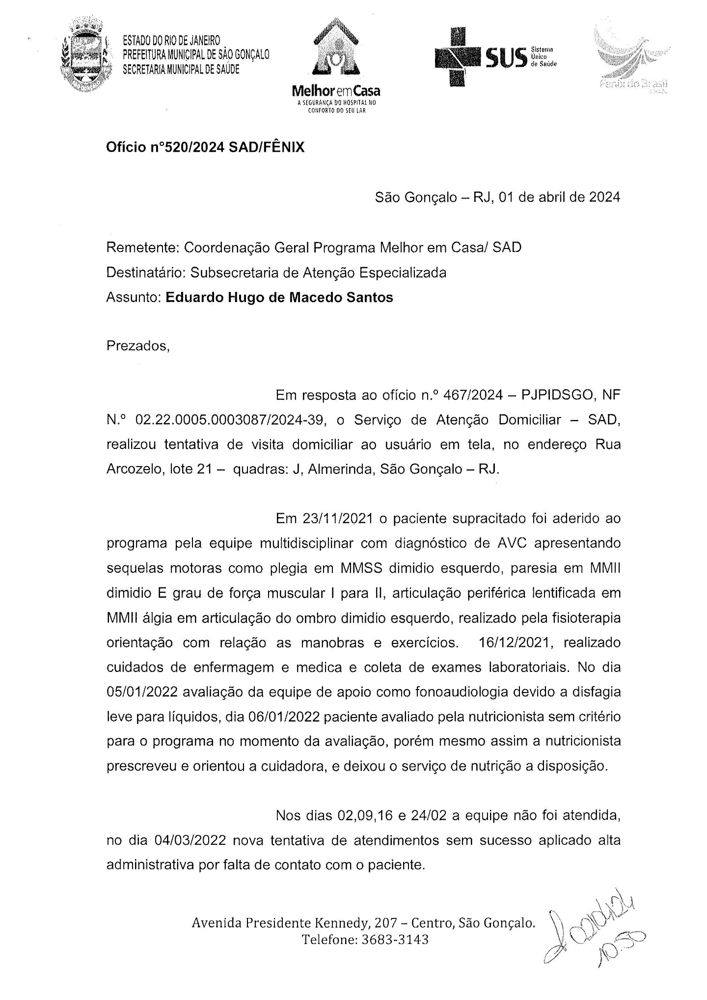 ESTADO DO RIO DE JANEIRO
PREFEITURA MUNICIPAL DE SÃO GONÇALO
SECRETARIA MUNICIPAL DE SAÚDE
MelhoremCasa
A SEGURANÇA DO HOSPITAL NO
CONFORTO DO SEU LAR
SUS
Sistema
Único
de Saúde
Fenix do Brasil
Ofício nº520/2024 SAD/FÊNIX
São Gonçalo – RJ, 01 de abril de 2024
Remetente: Coordenação Geral Programa Melhor em Casa/ SAD
Destinatário: Subsecretaria de Atenção Especializada
Assunto: Eduardo Hugo de Macedo Santos
Prezados,
Em resposta ao ofício n.º 467/2024 – PJPIDSGO, NF
N.º 02.22.0005.0003087/2024-39, o Serviço de Atenção Domiciliar – SAD,
realizou tentativa de visita domiciliar ao usuário em tela, no endereço Rua
Arcozelo, lote 21 – quadras: J, Almerinda, São Gonçalo – RJ.
Em 23/11/2021 o paciente supracitado foi aderido ao
programa pela equipe multidisciplinar com diagnóstico de AVC apresentando
sequelas motoras como plegia em MMSS dimidio esquerdo, paresia em MMII
dimidio E grau de força muscular I para II, articulação periférica lentificada em
MMII álgia em articulação do ombro dimidio esquerdo, realizado pela fisioterapia
orientação com relação as manobras e exercícios. 16/12/2021, realizado
cuidados de enfermagem e medica e coleta de exames laboratoriais. No dia
05/01/2022 avaliação da equipe de apoio como fonoaudiologia devido a disfagia
leve para líquidos, dia 06/01/2022 paciente avaliado pela nutricionista sem critério
para o programa no momento da avaliação, porém mesmo assim a nutricionista
prescreveu e orientou a cuidadora, e deixou o serviço de nutrição a disposição.
Nos dias 02,09,16 e 24/02 a equipe não foi atendida,
no dia 04/03/2022 nova tentativa de atendimentos sem sucesso aplicado alta
administrativa por falta de contato com o paciente.
Avenida Presidente Kennedy, 207 – Centro, São Gonçalo.
Telefone: 3683-3143
02/04/24
10:50